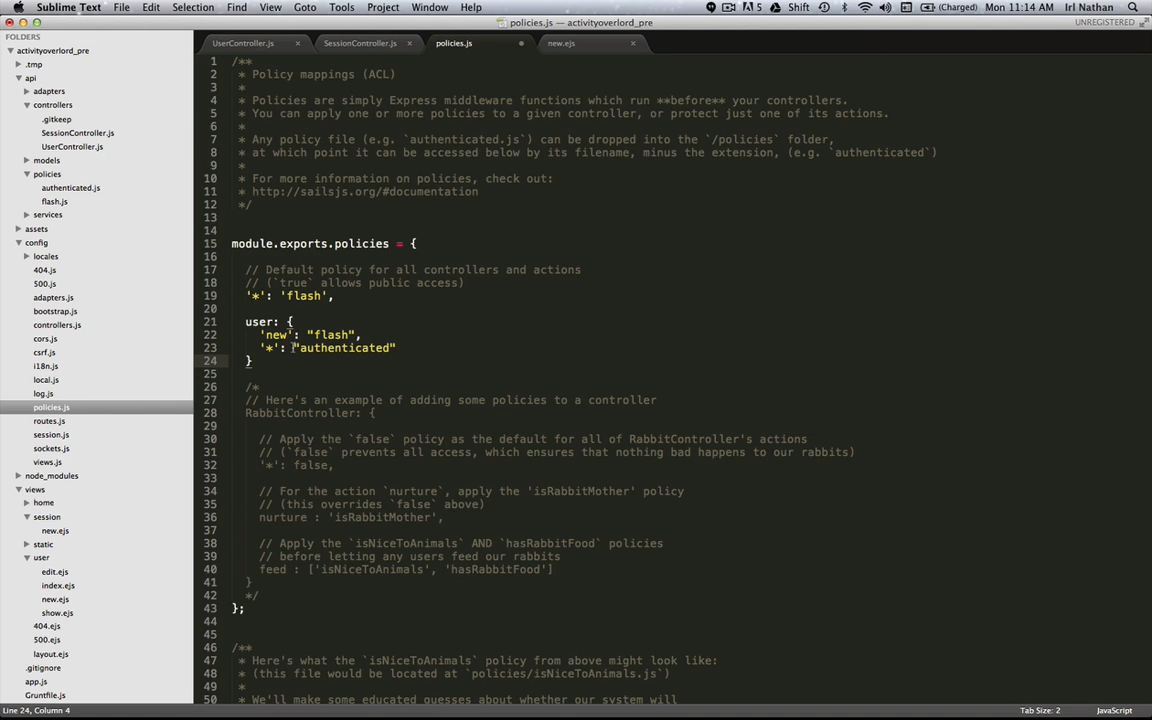 Sublime Text File Edit Selection Find View Goto Tools Project Window Help 5 Shift (Charged) Mon 11:14 AM Irl Nathan
policies.js — activityoverlord_pre UNREGISTERED
FOLDERS
activityoverlord_pre
.tmp
api
adapters
controllers
.gitkeep
SessionController.js
UserController.js
models
policies
authenticated.js
flash.js
services
assets
config
locales
404.js
500.js
adapters.js
bootstrap.js
controllers.js
cors.js
csrf.js
i18n.js
local.js
log.js
policies.js
routes.js
session.js
sockets.js
views.js
node_modules
views
home
session
new.ejs
static
user
edit.ejs
index.ejs
new.ejs
show.ejs
404.ejs
500.ejs
layout.ejs
.gitignore
app.js
Gruntfile.js
UserController.js SessionController.js policies.js new.ejs
1 /**
2 * Policy mappings (ACL)
3 *
4 * Policies are simply Express middleware functions which run **before** your controllers.
5 * You can apply one or more policies to a given controller, or protect just one of its actions.
6 *
7 * Any policy file (e.g. `authenticated.js`) can be dropped into the `/policies` folder,
8 * at which point it can be accessed below by its filename, minus the extension, (e.g. `authenticated`)
9 *
10 * For more information on policies, check out:
11 * http://sailsjs.org/#documentation
12 */
13
14
15 module.exports.policies = {
16
17 // Default policy for all controllers and actions
18 // (`true` allows public access)
19 '*': 'flash',
20
21 user: {
22 'new': "flash",
23 '*': "authenticated"
24 }
25
26 /*
27 // Here's an example of adding some policies to a controller
28 RabbitController: {
29
30 // Apply the `false` policy as the default for all of RabbitController's actions
31 // (`false` prevents all access, which ensures that nothing bad happens to our rabbits)
32 '*': false,
33
34 // For the action `nurture`, apply the 'isRabbitMother' policy
35 // (this overrides `false` above)
36 nurture : 'isRabbitMother',
37
38 // Apply the `isNiceToAnimals` AND `hasRabbitFood` policies
39 // before letting any users feed our rabbits
40 feed : ['isNiceToAnimals', 'hasRabbitFood']
41 }
42 */
43 };
44
45
46 /**
47 * Here's what the `isNiceToAnimals` policy from above might look like:
48 * (this file would be located at `policies/isNiceToAnimals.js`)
49 *
50 * We'll make some educated guesses about whether our system will
Line 24, Column 4 Tab Size: 2 JavaScript